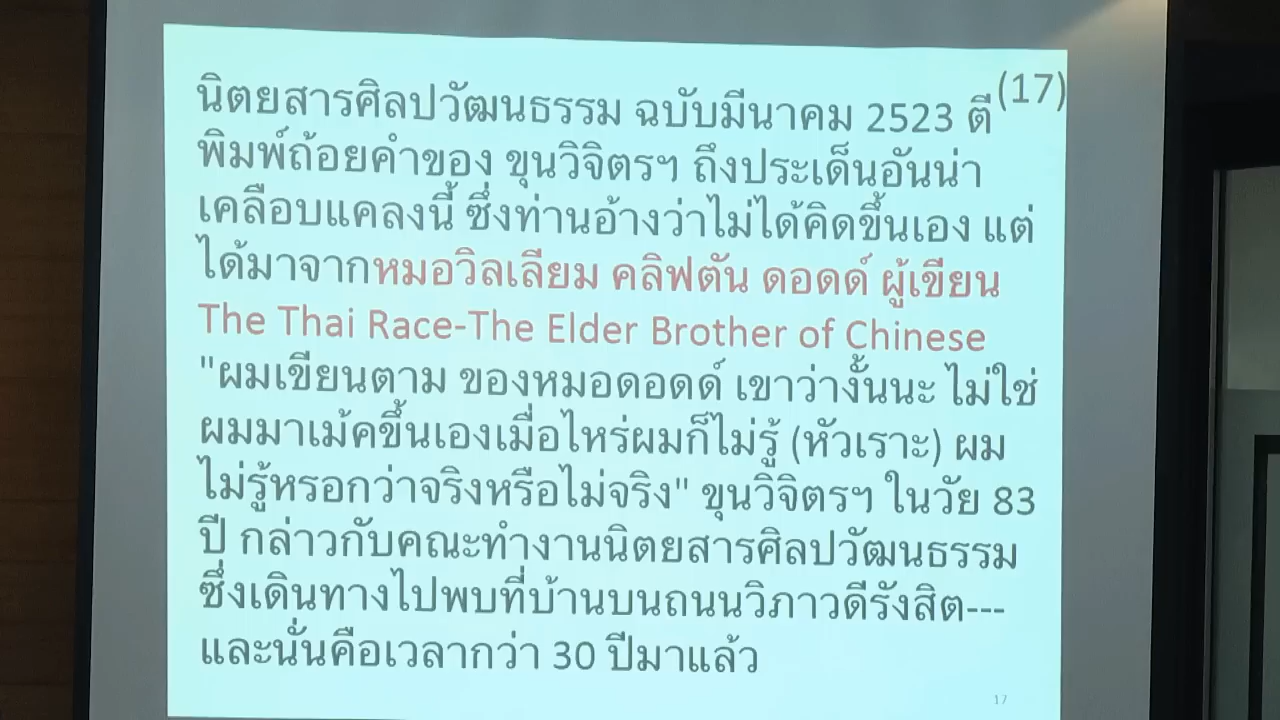 (17)
นิตยสารศิลปวัฒนธรรม ฉบับมีนาคม 2523 ตี
พิมพ์ถ้อยคำของ ขุนวิจิตรฯ ถึงประเด็นอันน่า
เคลือบแคลงนี้ ซึ่งท่านอ้างว่าไม่ได้คิดขึ้นเอง แต่
ได้มาจากหมอวิลเลียม คลิฟตัน ดอดด์ ผู้เขียน
The Thai Race-The Elder Brother of Chinese
"ผมเขียนตาม ของหมอดอดด์ เขาว่างั้นนะ ไม่ใช่
ผมมาเม้คขึ้นเองเมื่อไหร่ผมก็ไม่รู้ (หัวเราะ) ผม
ไม่รู้หรอกว่าจริงหรือไม่จริง" ขุนวิจิตรฯ ในวัย 83
ปี กล่าวกับคณะทำงานนิตยสารศิลปวัฒนธรรม
ซึ่งเดินทางไปพบที่บ้านบนถนนวิภาวดีรังสิต---
และนั่นคือเวลากว่า 30 ปีมาแล้ว
17